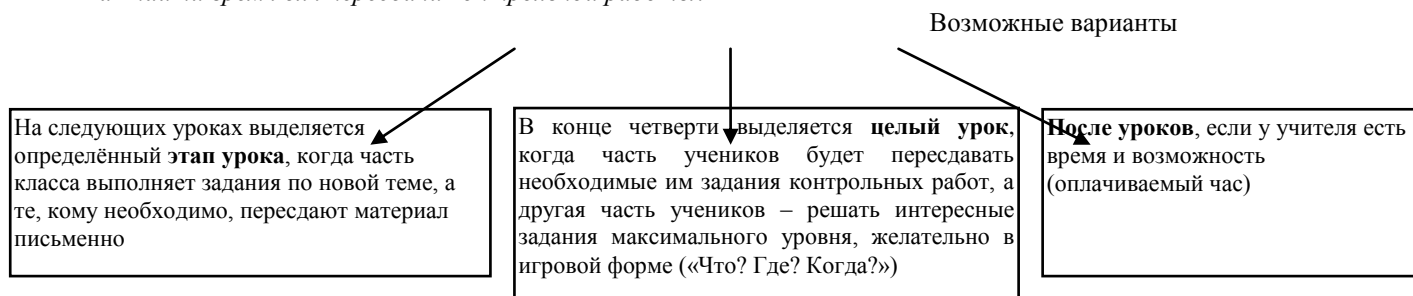 Возможные варианты
На следующих уроках выделяется
определённый этап урока, когда часть
класса выполняет задания по новой теме, а
те, кому необходимо, пересдают материал
письменно
В конце четверти выделяется целый урок,
когда часть учеников будет пересдавать
необходимые им задания контрольных работ, а
другая часть учеников – решать интересные
задания максимального уровня, желательно в
игровой форме («Что? Где? Когда?»)
После уроков, если у учителя есть
время и возможность
(оплачиваемый час)